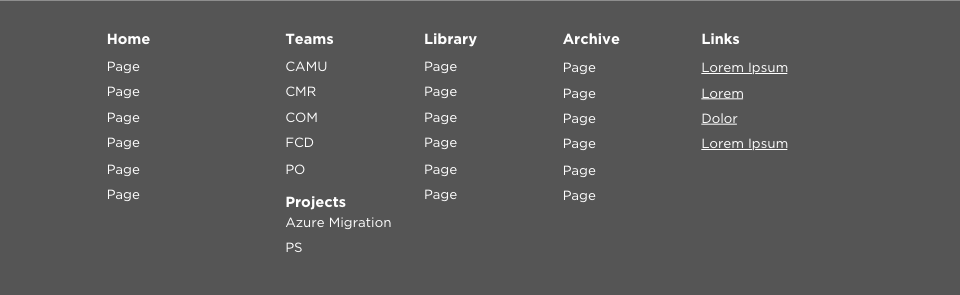 Home
Page
Page
Page
Page
Page
Page
Teams
CAMU
CMR
COM
FCD
PO
Projects
Azure Migration
PS
Library
Page
Page
Page
Page
Page
Page
Archive
Page
Page
Page
Page
Page
Page
Links
Lorem Ipsum
Lorem
Dolor
Lorem Ipsum